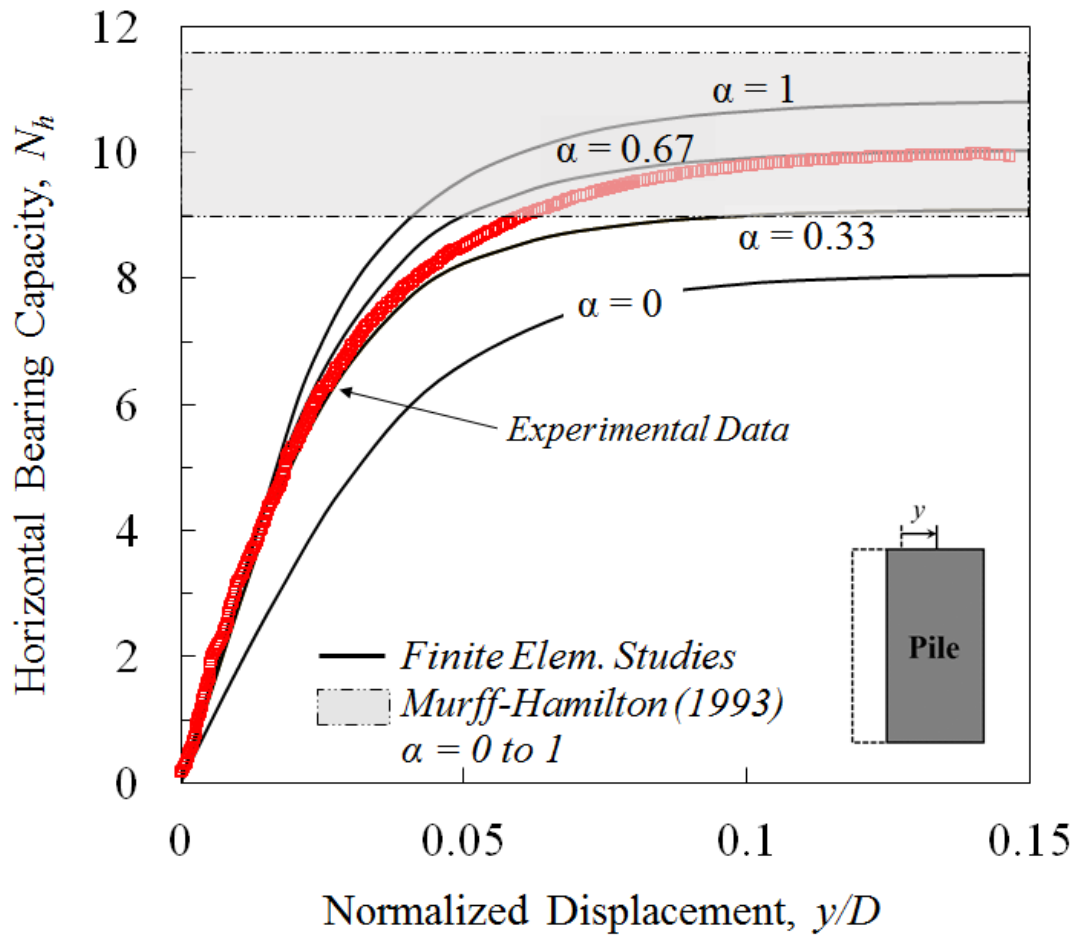 Horizontal Bearing Capacity, N_h
12
10
8
6
4
2
0
α = 1
α = 0.67
α = 0.33
α = 0
Experimental Data
y
Pile
Finite Elem. Studies
Murff-Hamilton (1993)
α = 0 to 1
0
0.05
0.1
0.15
Normalized Displacement, y/D